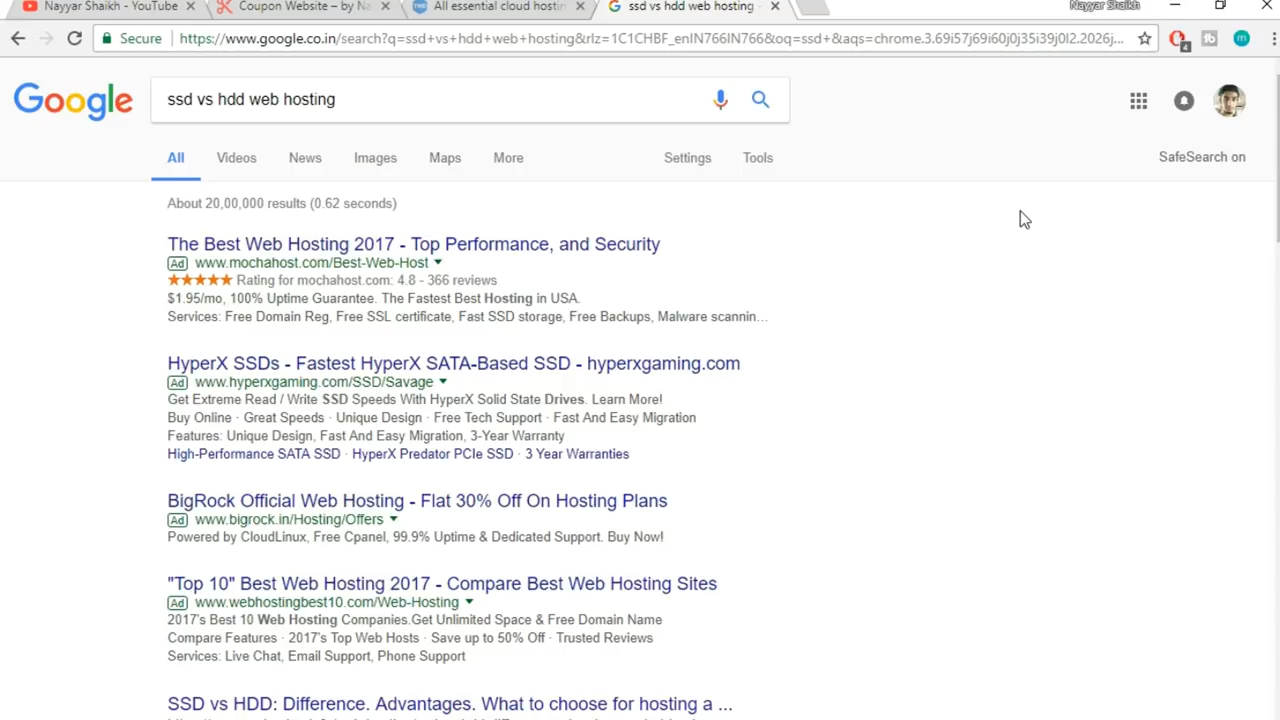 Nayyar Shaikh - YouTube
Coupon Website – by Na
All essential cloud hostin
ssd vs hdd web hosting -
Nayyar Shaikh
Secure
https://www.google.co.in/search?q=ssd+vs+hdd+web+hosting&rlz=1C1CHBF_enIN766IN766&oq=ssd+&aqs=chrome.3.69i57j69i60j0j35i39j0l2.2026j...
4
Google
ssd vs hdd web hosting
All
Videos
News
Images
Maps
More
Settings
Tools
SafeSearch on
About 20,00,000 results (0.62 seconds)
The Best Web Hosting 2017 - Top Performance, and Security
Ad www.mochahost.com/Best-Web-Host
Rating for mochahost.com: 4.8 - 366 reviews
$1.95/mo, 100% Uptime Guarantee. The Fastest Best Hosting in USA.
Services: Free Domain Reg, Free SSL certificate, Fast SSD storage, Free Backups, Malware scannin...
HyperX SSDs - Fastest HyperX SATA-Based SSD - hyperxgaming.com
Ad www.hyperxgaming.com/SSD/Savage
Get Extreme Read / Write SSD Speeds With HyperX Solid State Drives. Learn More!
Buy Online · Great Speeds · Unique Design · Free Tech Support · Fast And Easy Migration
Features: Unique Design, Fast And Easy Migration, 3-Year Warranty
High-Performance SATA SSD · HyperX Predator PCIe SSD · 3 Year Warranties
BigRock Official Web Hosting - Flat 30% Off On Hosting Plans
Ad www.bigrock.in/Hosting/Offers
Powered by CloudLinux, Free Cpanel, 99.9% Uptime & Dedicated Support. Buy Now!
"Top 10" Best Web Hosting 2017 - Compare Best Web Hosting Sites
Ad www.webhostingbest10.com/Web-Hosting
2017's Best 10 Web Hosting Companies.Get Unlimited Space & Free Domain Name
Compare Features · 2017's Top Web Hosts · Save up to 50% Off · Trusted Reviews
Services: Live Chat, Email Support, Phone Support
SSD vs HDD: Difference. Advantages. What to choose for hosting a ...